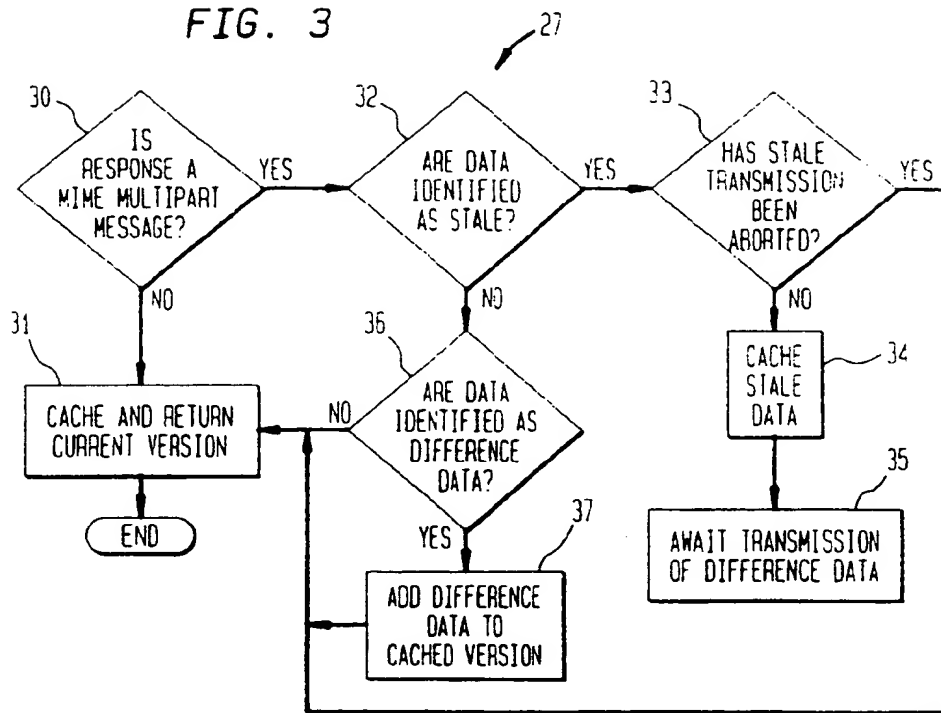 FIG. 3
27
30
IS
RESPONSE A
MIME MULTIPART
MESSAGE?
YES
NO
32
ARE DATA
IDENTIFIED
AS STALE?
YES
NO
33
HAS STALE
TRANSMISSION
BEEN
ABORTED?
YES
NO
31
CACHE AND RETURN
CURRENT VERSION
END
36
ARE DATA
IDENTIFIED AS
DIFFERENCE
DATA?
NO
YES
37
ADD DIFFERENCE
DATA TO
CACHED VERSION
34
CACHE
STALE
DATA
35
AWAIT TRANSMISSION
OF DIFFERENCE DATA